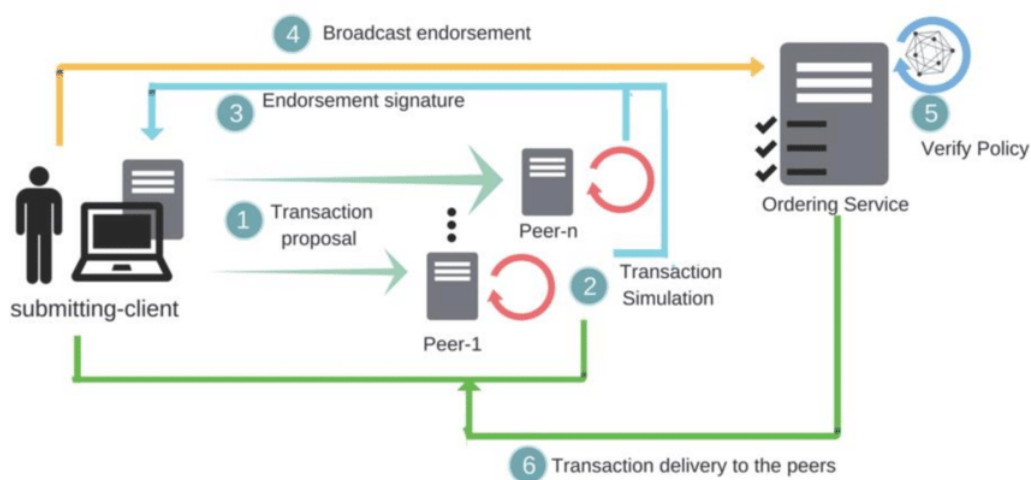 4 Broadcast endorsement
3 Endorsement signature
5
Verify Policy
1 Transaction
proposal
Ordering Service
Peer-n
2 Transaction
Simulation
submitting-client
Peer-1
6 Transaction delivery to the peers